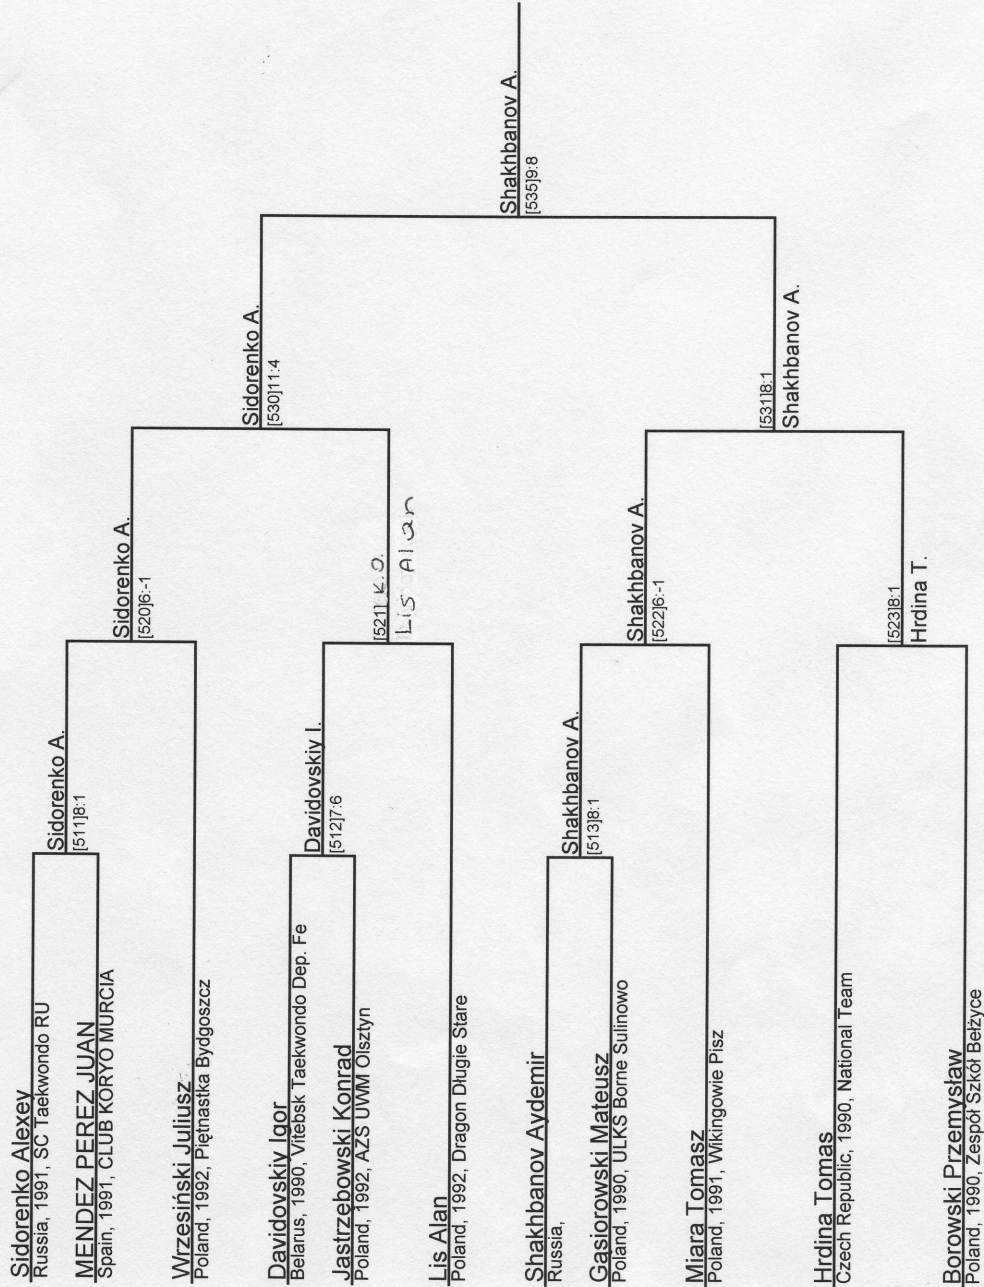 Sidorenko Alexey
Russia, 1991, SC Taekwondo RU
MENDEZ PEREZ JUAN
Spain, 1991, CLUB KORYO MURCIA
Wrzesiński Juliusz
Poland, 1992, Piętnastka Bydgoszcz
Davidovskiy Igor
Belarus, 1990, Vitebsk Taekwondo Dep. Fe
Jastrzębowski Konrad
Poland, 1992, AZS UWM Olsztyn
Lis Alan
Poland, 1992, Dragon Długie Stare
Shakhbanov Aydemir
Russia,
Gąsiorowski Mateusz
Poland, 1990, ULKS Borne Sulinowo
Miara Tomasz
Poland, 1991, Wikingowie Pisz
Hrdina Tomas
Czech Republic, 1990, National Team
Borowski Przemysław
Poland, 1990, Zespół Szkół Bełżyce
Sidorenko A.
[511]8:1
Davidovskiy I.
[512]7:6
Shakhbanov A.
[513]8:1
Sidorenko A.
[520]6:-1
[521] K.O.
Lis Alan
Shakhbanov A.
[522]6:-1
[523]8:1
Hrdina T.
Sidorenko A.
[530]11:4
[531]8:1
Shakhbanov A.
Shakhbanov A.
[535]9:8